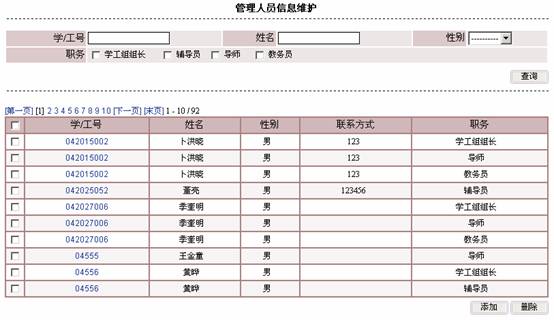 管理人员信息维护
学/工号 姓名 性别 ----------
职务 学工组组长 辅导员 导师 教务员
查询
[第一页] [1] 2 3 4 5 6 7 8 9 10 [下一页] [末页] 1 - 10 / 92
学/工号 姓名 性别 联系方式 职务
042015002 卜洪晓 男 123 学工组组长
042015002 卜洪晓 男 123 导师
042015002 卜洪晓 男 123 教务员
042025052 董亮 男 123456 辅导员
042027006 李奎明 男 学工组组长
042027006 李奎明 男 导师
042027006 李奎明 男 教务员
04555 王金童 男 导师
04556 黄晔 男 学工组组长
04556 黄晔 男 辅导员
添加 删除